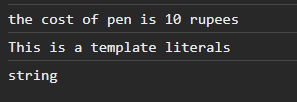 the cost of pen is 10 rupees
This is a template literals
string